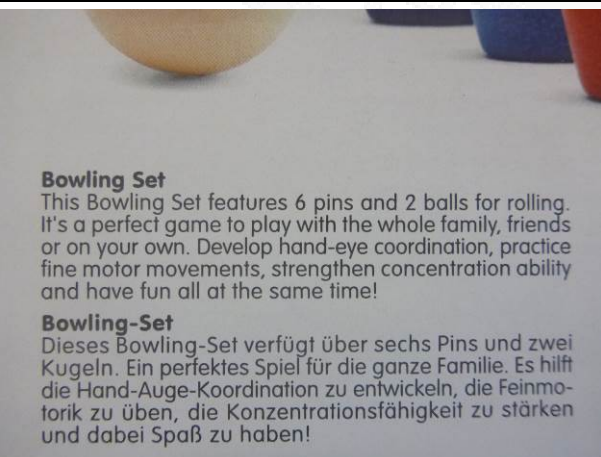 Bowling Set
This Bowling Set features 6 pins and 2 balls for rolling.
It's a perfect game to play with the whole family, friends
or on your own. Develop hand-eye coordination, practice
fine motor movements, strengthen concentration ability
and have fun all at the same time!
Bowling-Set
Dieses Bowling-Set verfügt über sechs Pins und zwei
Kugeln. Ein perfektes Spiel für die ganze Familie. Es hilft
die Hand-Auge-Koordination zu entwickeln, die Feinmo-
torik zu üben, die Konzentrationsfähigkeit zu stärken
und dabei Spaß zu haben!